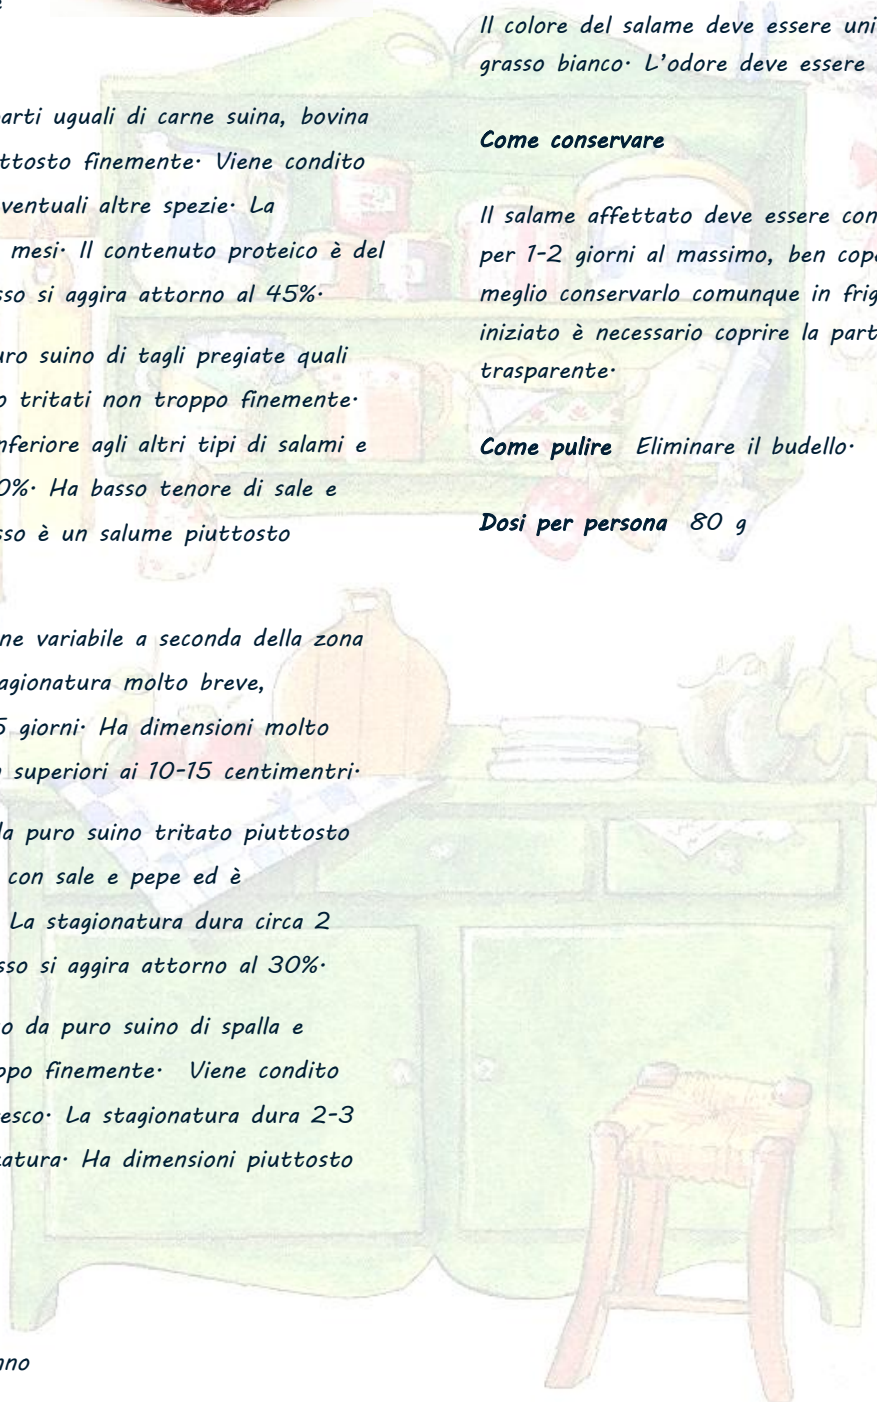 arti uguali di carne suina, bovina
ttosto finemente. Viene condito
ventuali altre spezie. La
mesi. Il contenuto proteico è del
sso si aggira attorno al 45%.
uro suino di tagli pregiate quali
o tritati non troppo finemente.
nferiore agli altri tipi di salami e
0%. Ha basso tenore di sale e
sso è un salume piuttosto
ne variabile a seconda della zona
agionatura molto breve,
5 giorni. Ha dimensioni molto
superiori ai 10-15 centimentri.
la puro suino tritato piuttosto
con sale e pepe ed è
La stagionatura dura circa 2
sso si aggira attorno al 30%.
o da puro suino di spalla e
ppo finemente. Viene condito
esco. La stagionatura dura 2-3
atura. Ha dimensioni piuttosto
nno
Il colore del salame deve essere uni
grasso bianco. L'odore deve essere
Come conservare
Il salame affettato deve essere con
per 1-2 giorni al massimo, ben cope
meglio conservarlo comunque in frig
iniziato è necessario coprire la part
trasparente.
Come pulire Eliminare il budello.
Dosi per persona 80 g